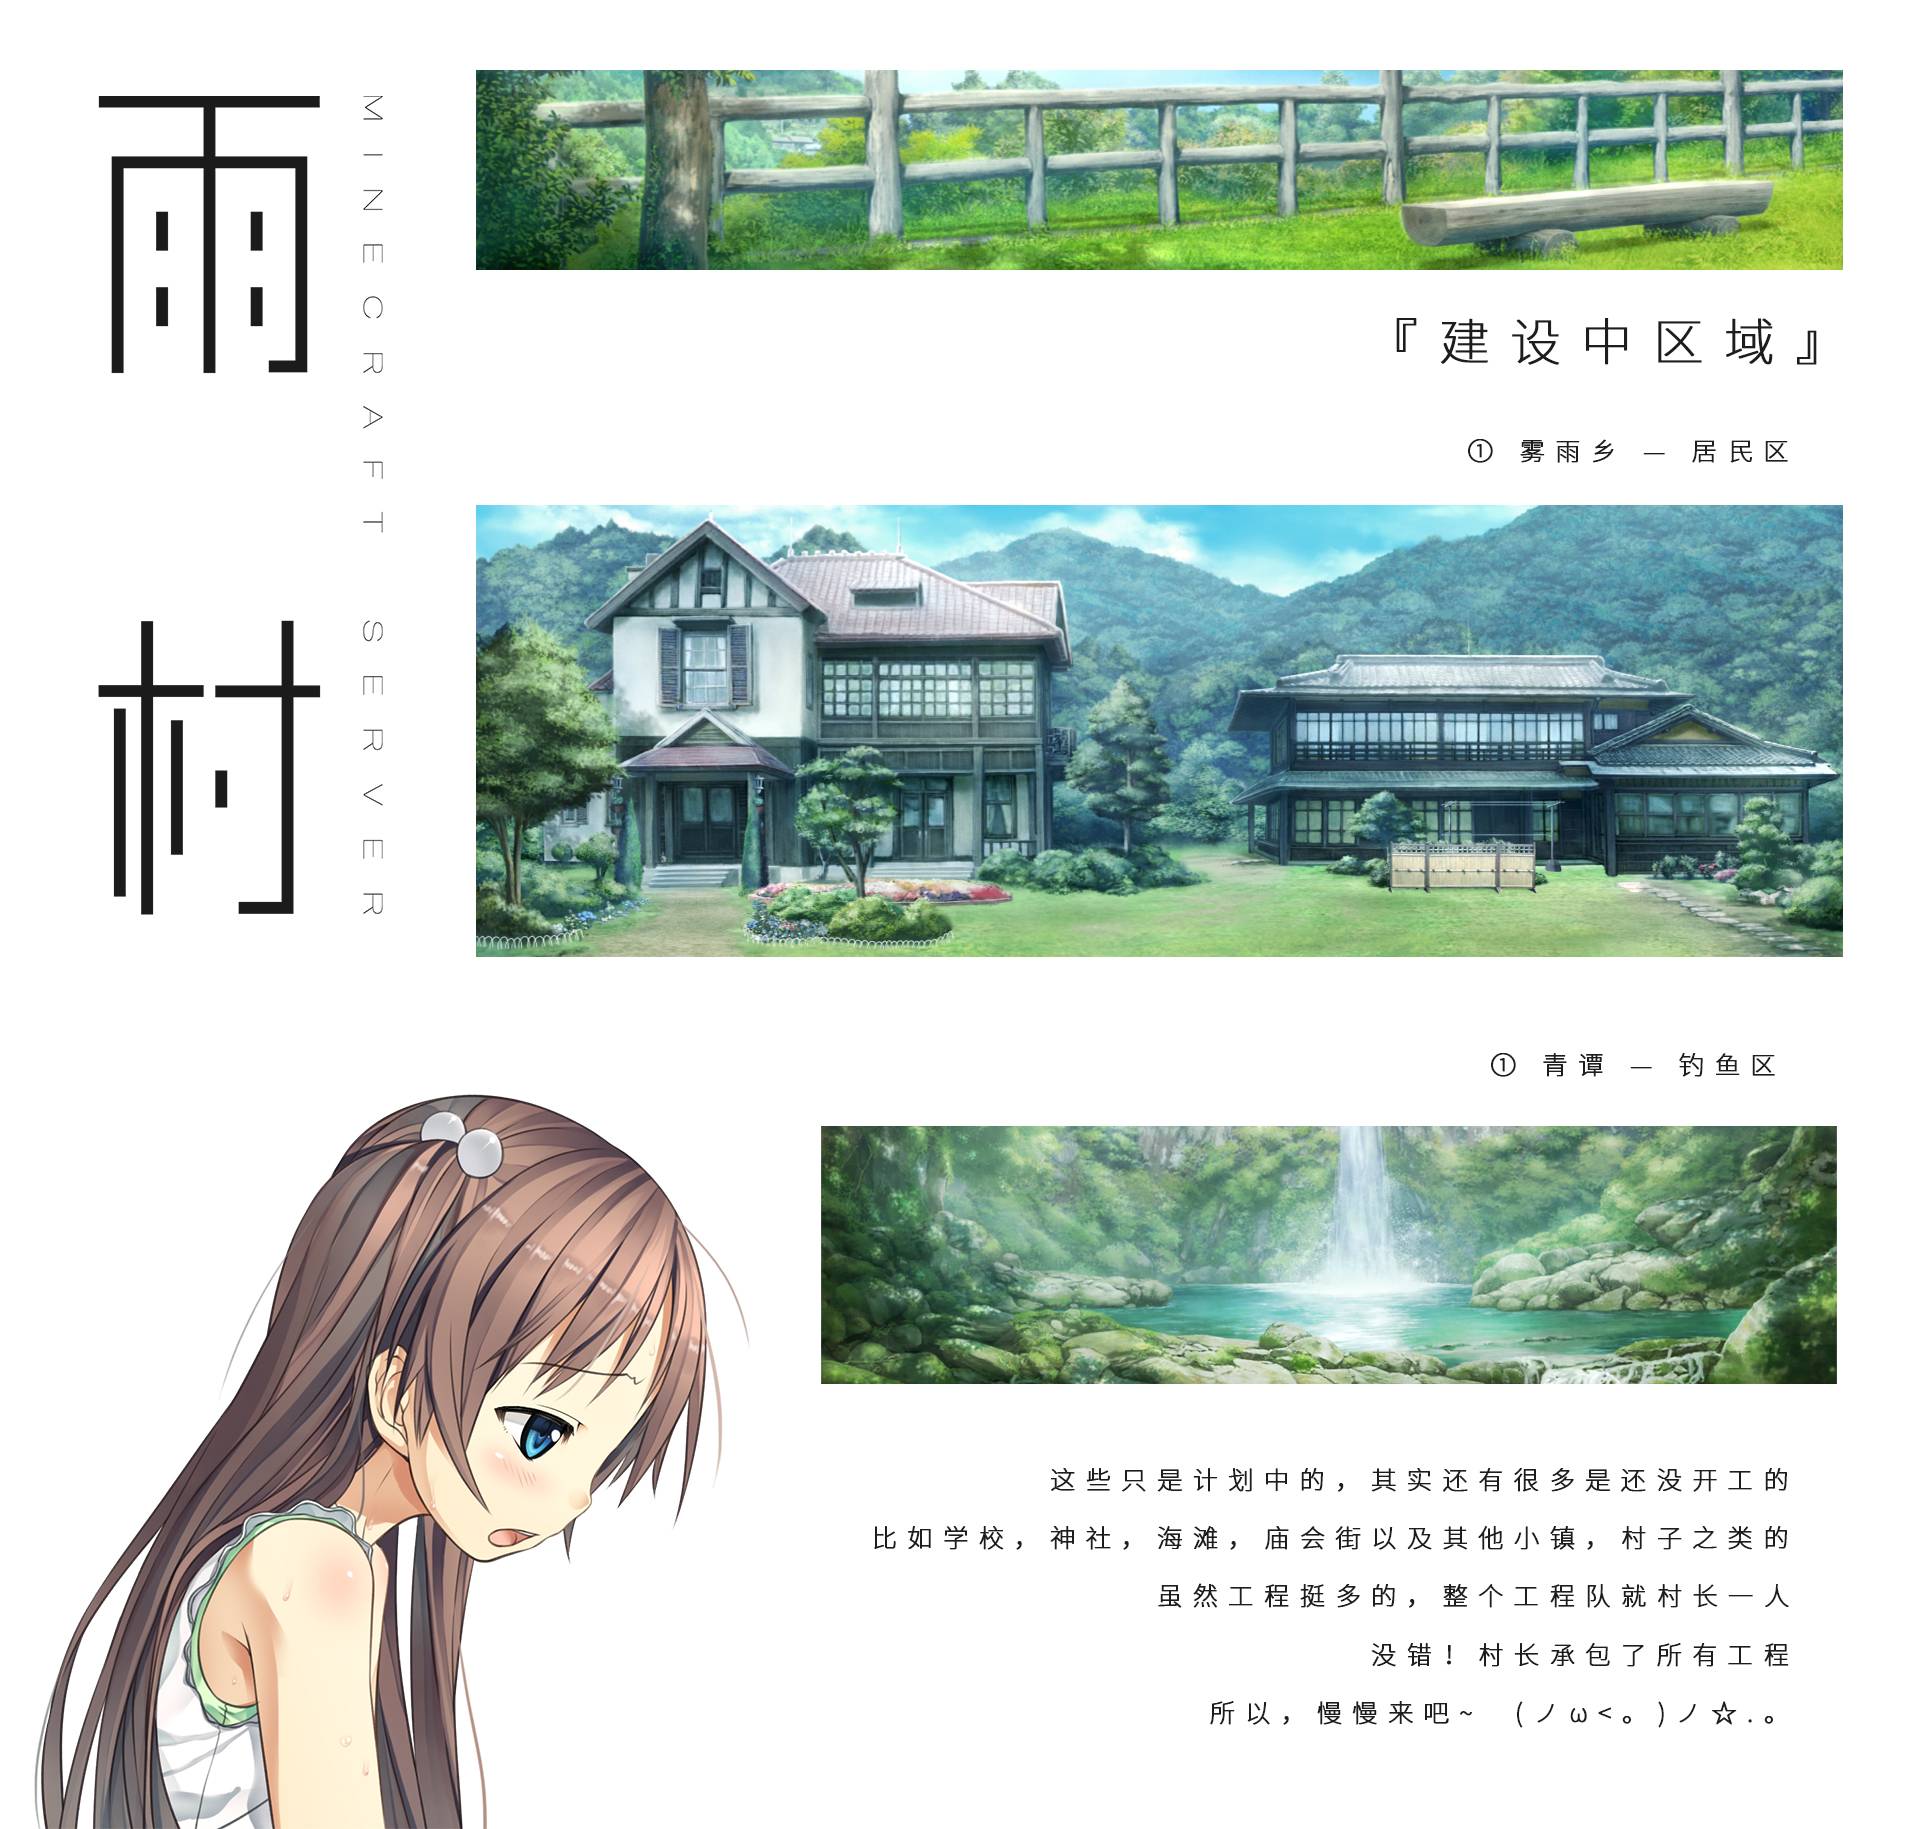 雨村
MINECRAFT SERVER
『建设中区域』
① 雾雨乡 — 居民区
① 青谭 — 钓鱼区
这些只是计划中的，其实还有很多是还没开工的
比如学校，神社，海滩，庙会街以及其他小镇，村子之类的
虽然工程挺多的，整个工程队就村长一人
没错！村长承包了所有工程
所以，慢慢来吧~ (ノω<。)ノ☆.。